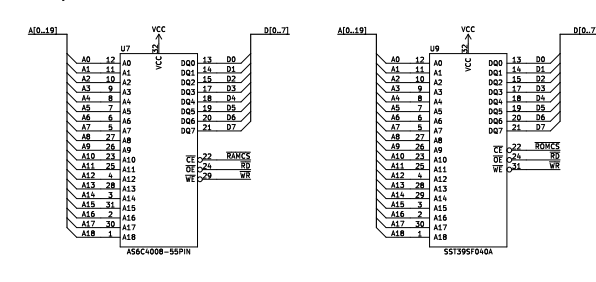 A[0..19] VCC D[0..7]
U7 32 VCC
A0 12 A0 DQ0 13 D0
A1 11 A1 DQ1 14 D1
A2 10 A2 DQ2 15 D2
A3 9 A3 DQ3 17 D3
A4 8 A4 DQ4 18 D4
A5 7 A5 DQ5 19 D5
A6 6 A6 DQ6 20 D6
A7 5 A7 DQ7 21 D7
A8 27 A8
A9 26 A9
A10 23 A10 CE 22 RAMCS
A11 25 A11 OE 24 RD
A12 4 A12 WE 29 WR
A13 28 A13
A14 3 A14
A15 31 A15
A16 2 A16
A17 30 A17
A18 1 A18
AS6C4008-55PIN
A[0..19] VCC D[0..7
U9 32 VCC
A0 12 A0 DQ0 13 D0
A1 11 A1 DQ1 14 D1
A2 10 A2 DQ2 15 D2
A3 9 A3 DQ3 17 D3
A4 8 A4 DQ4 18 D4
A5 7 A5 DQ5 19 D5
A6 6 A6 DQ6 20 D6
A7 5 A7 DQ7 21 D7
A8 27 A8
A9 26 A9 CE 22 ROMCS
A10 23 A10 OE 24 RD
A11 25 A11 WE 31 WR
A12 4 A12
A13 28 A13
A14 29 A14
A15 3 A15
A16 2 A16
A17 30 A17
A18 1 A18
SST39SF040A